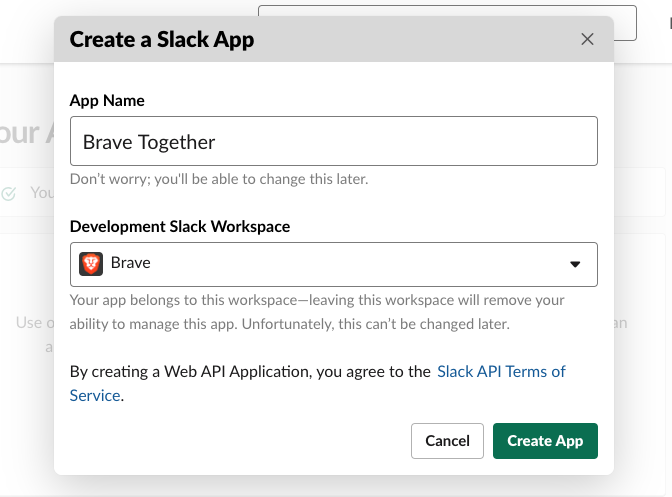 Create a Slack App
App Name
Brave Together
Don't worry; you'll be able to change this later.
Development Slack Workspace
Brave
Your app belongs to this workspace—leaving this workspace will remove your
ability to manage this app. Unfortunately, this can't be changed later.
By creating a Web API Application, you agree to the Slack API Terms of
Service.
Cancel
Create App